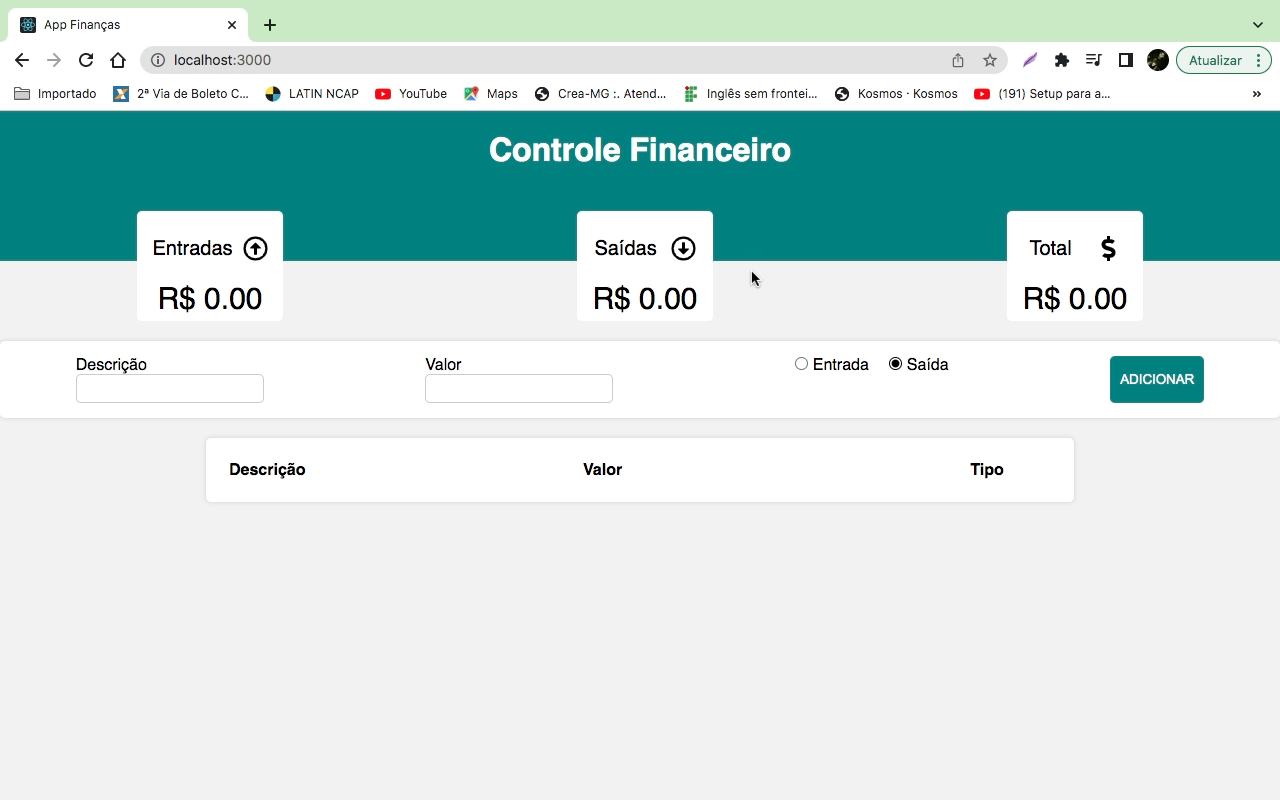 App Finanças
localhost:3000
Atualizar
Importado
2ª Via de Boleto C...
LATIN NCAP
YouTube
Maps
Crea-MG :. Atend...
Inglês sem frontei...
Kosmos · Kosmos
(191) Setup para a...
»
Controle Financeiro
Entradas
R$ 0.00
Saídas
R$ 0.00
Total $
R$ 0.00
Descrição
Valor
Entrada
Saída
ADICIONAR
Descrição Valor Tipo